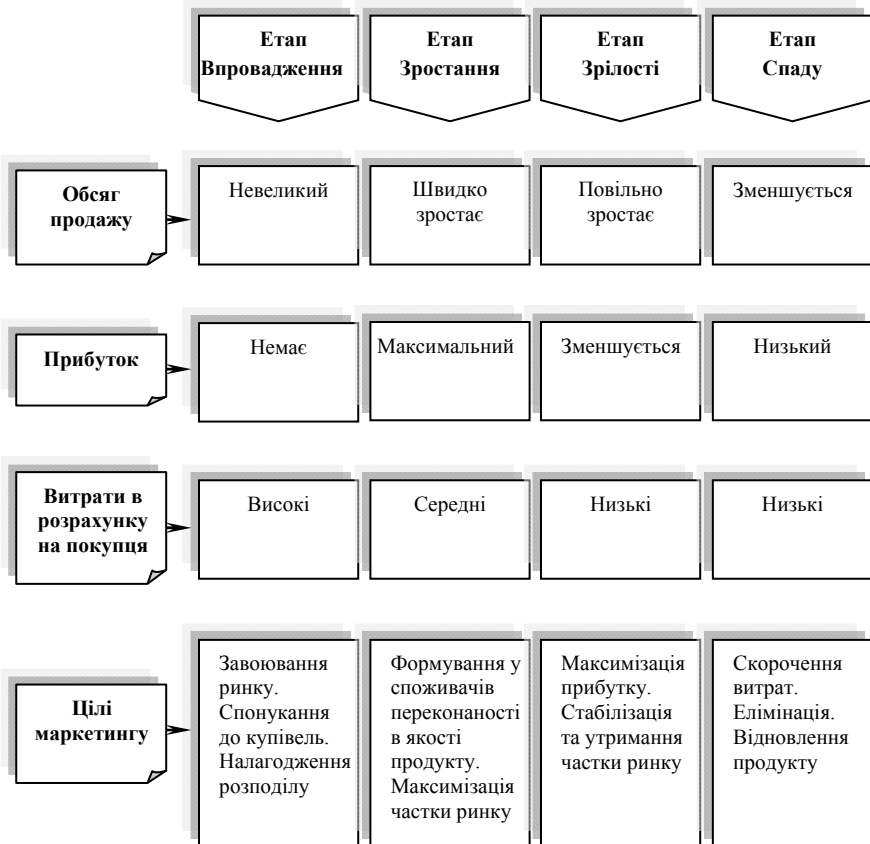 Етап
Впровадження
Етап
Зростання
Етап
Зрілості
Етап
Спаду
Обсяг
продажу
Невеликий
Швидко
зростає
Повільно
зростає
Зменшується
Прибуток
Немає
Максимальний
Зменшується
Низький
Витрати в
розрахунку
на покупця
Високі
Середні
Низькі
Низькі
Цілі
маркетингу
Завоювання
ринку.
Спонукання
до купівель.
Налагодження
розподілу
Формування у
споживачів
переконаності
в якості
продукту.
Максимізація
частки ринку
Максимізація
прибутку.
Стабілізація
та утримання
частки ринку
Скорочення
витрат.
Елімінація.
Відновлення
продукту